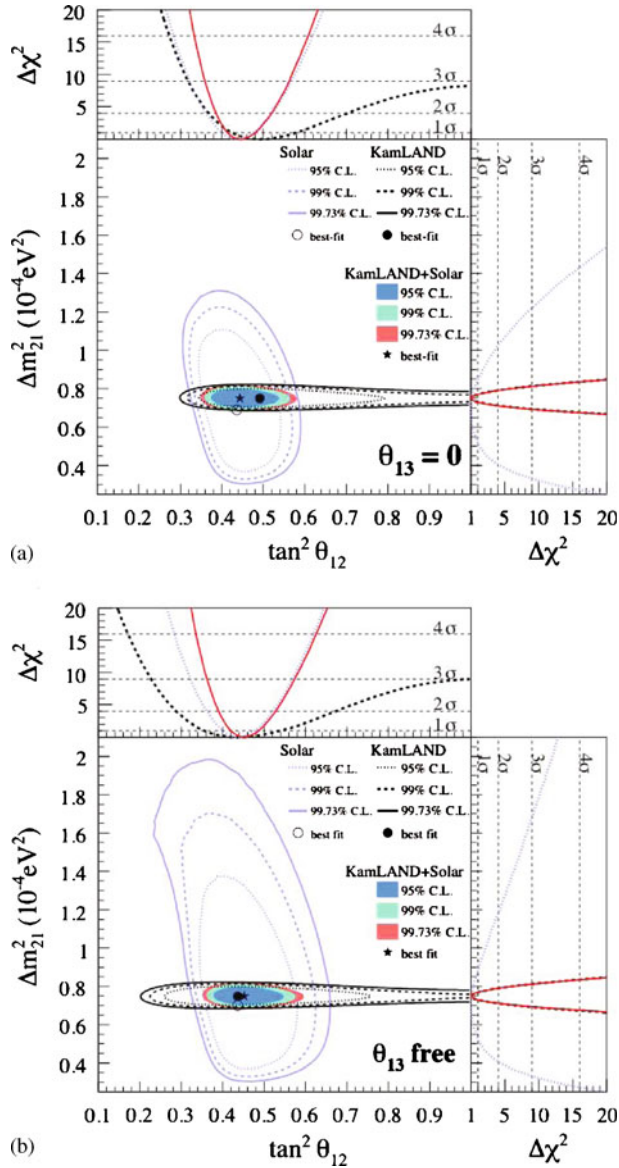 20
15
10
5
Δχ²
4σ
3σ
2σ
1σ
2
1.8
1.6
1.4
1.2
1
0.8
0.6
0.4
Δm²₂₁ (10⁻⁴eV²)
Solar KamLAND
95% C.L. 95% C.L.
99% C.L. 99% C.L.
99.73% C.L. 99.73% C.L.
best-fit best-fit
KamLAND+Solar
95% C.L.
99% C.L.
99.73% C.L.
best-fit
θ₁₃ = 0
1σ 2σ 3σ 4σ
0.1 0.2 0.3 0.4 0.5 0.6 0.7 0.8 0.9 1 5 10 15 20
(a) tan² θ₁₂ Δχ²
20
15
10
5
Δχ²
4σ
3σ
2σ
1σ
2
1.8
1.6
1.4
1.2
1
0.8
0.6
0.4
Δm²₂₁ (10⁻⁴eV²)
Solar KamLAND
95% C.L. 95% C.L.
99% C.L. 99% C.L.
99.73% C.L. 99.73% C.L.
best fit best fit
KamLAND+Solar
95% C.L.
99% C.L.
99.73% C.L.
best fit
θ₁₃ free
1σ 2σ 3σ 4σ
0.1 0.2 0.3 0.4 0.5 0.6 0.7 0.8 0.9 1 5 10 15 20
(b) tan² θ₁₂ Δχ²